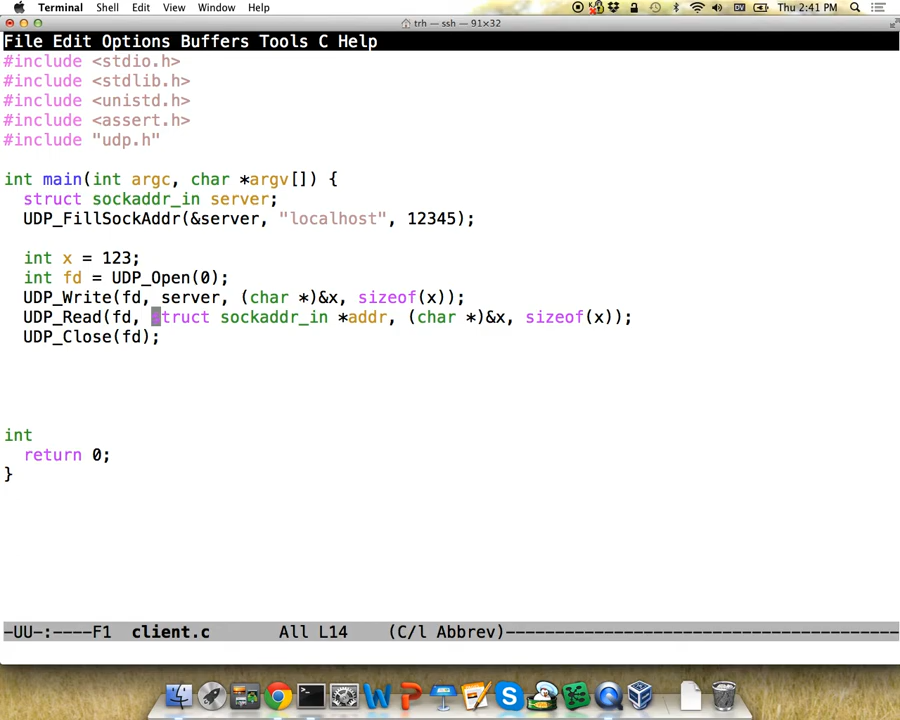 Terminal Shell Edit View Window Help Thu 2:41 PM
trh — ssh — 91×32
File Edit Options Buffers Tools C Help
#include <stdio.h>
#include <stdlib.h>
#include <unistd.h>
#include <assert.h>
#include "udp.h"
int main(int argc, char *argv[]) {
struct sockaddr_in server;
UDP_FillSockAddr(&server, "localhost", 12345);
int x = 123;
int fd = UDP_Open(0);
UDP_Write(fd, server, (char *)&x, sizeof(x));
UDP_Read(fd, struct sockaddr_in *addr, (char *)&x, sizeof(x));
UDP_Close(fd);
int
return 0;
}
-UU-:----F1 client.c All L14 (C/l Abbrev)----------------------------------------